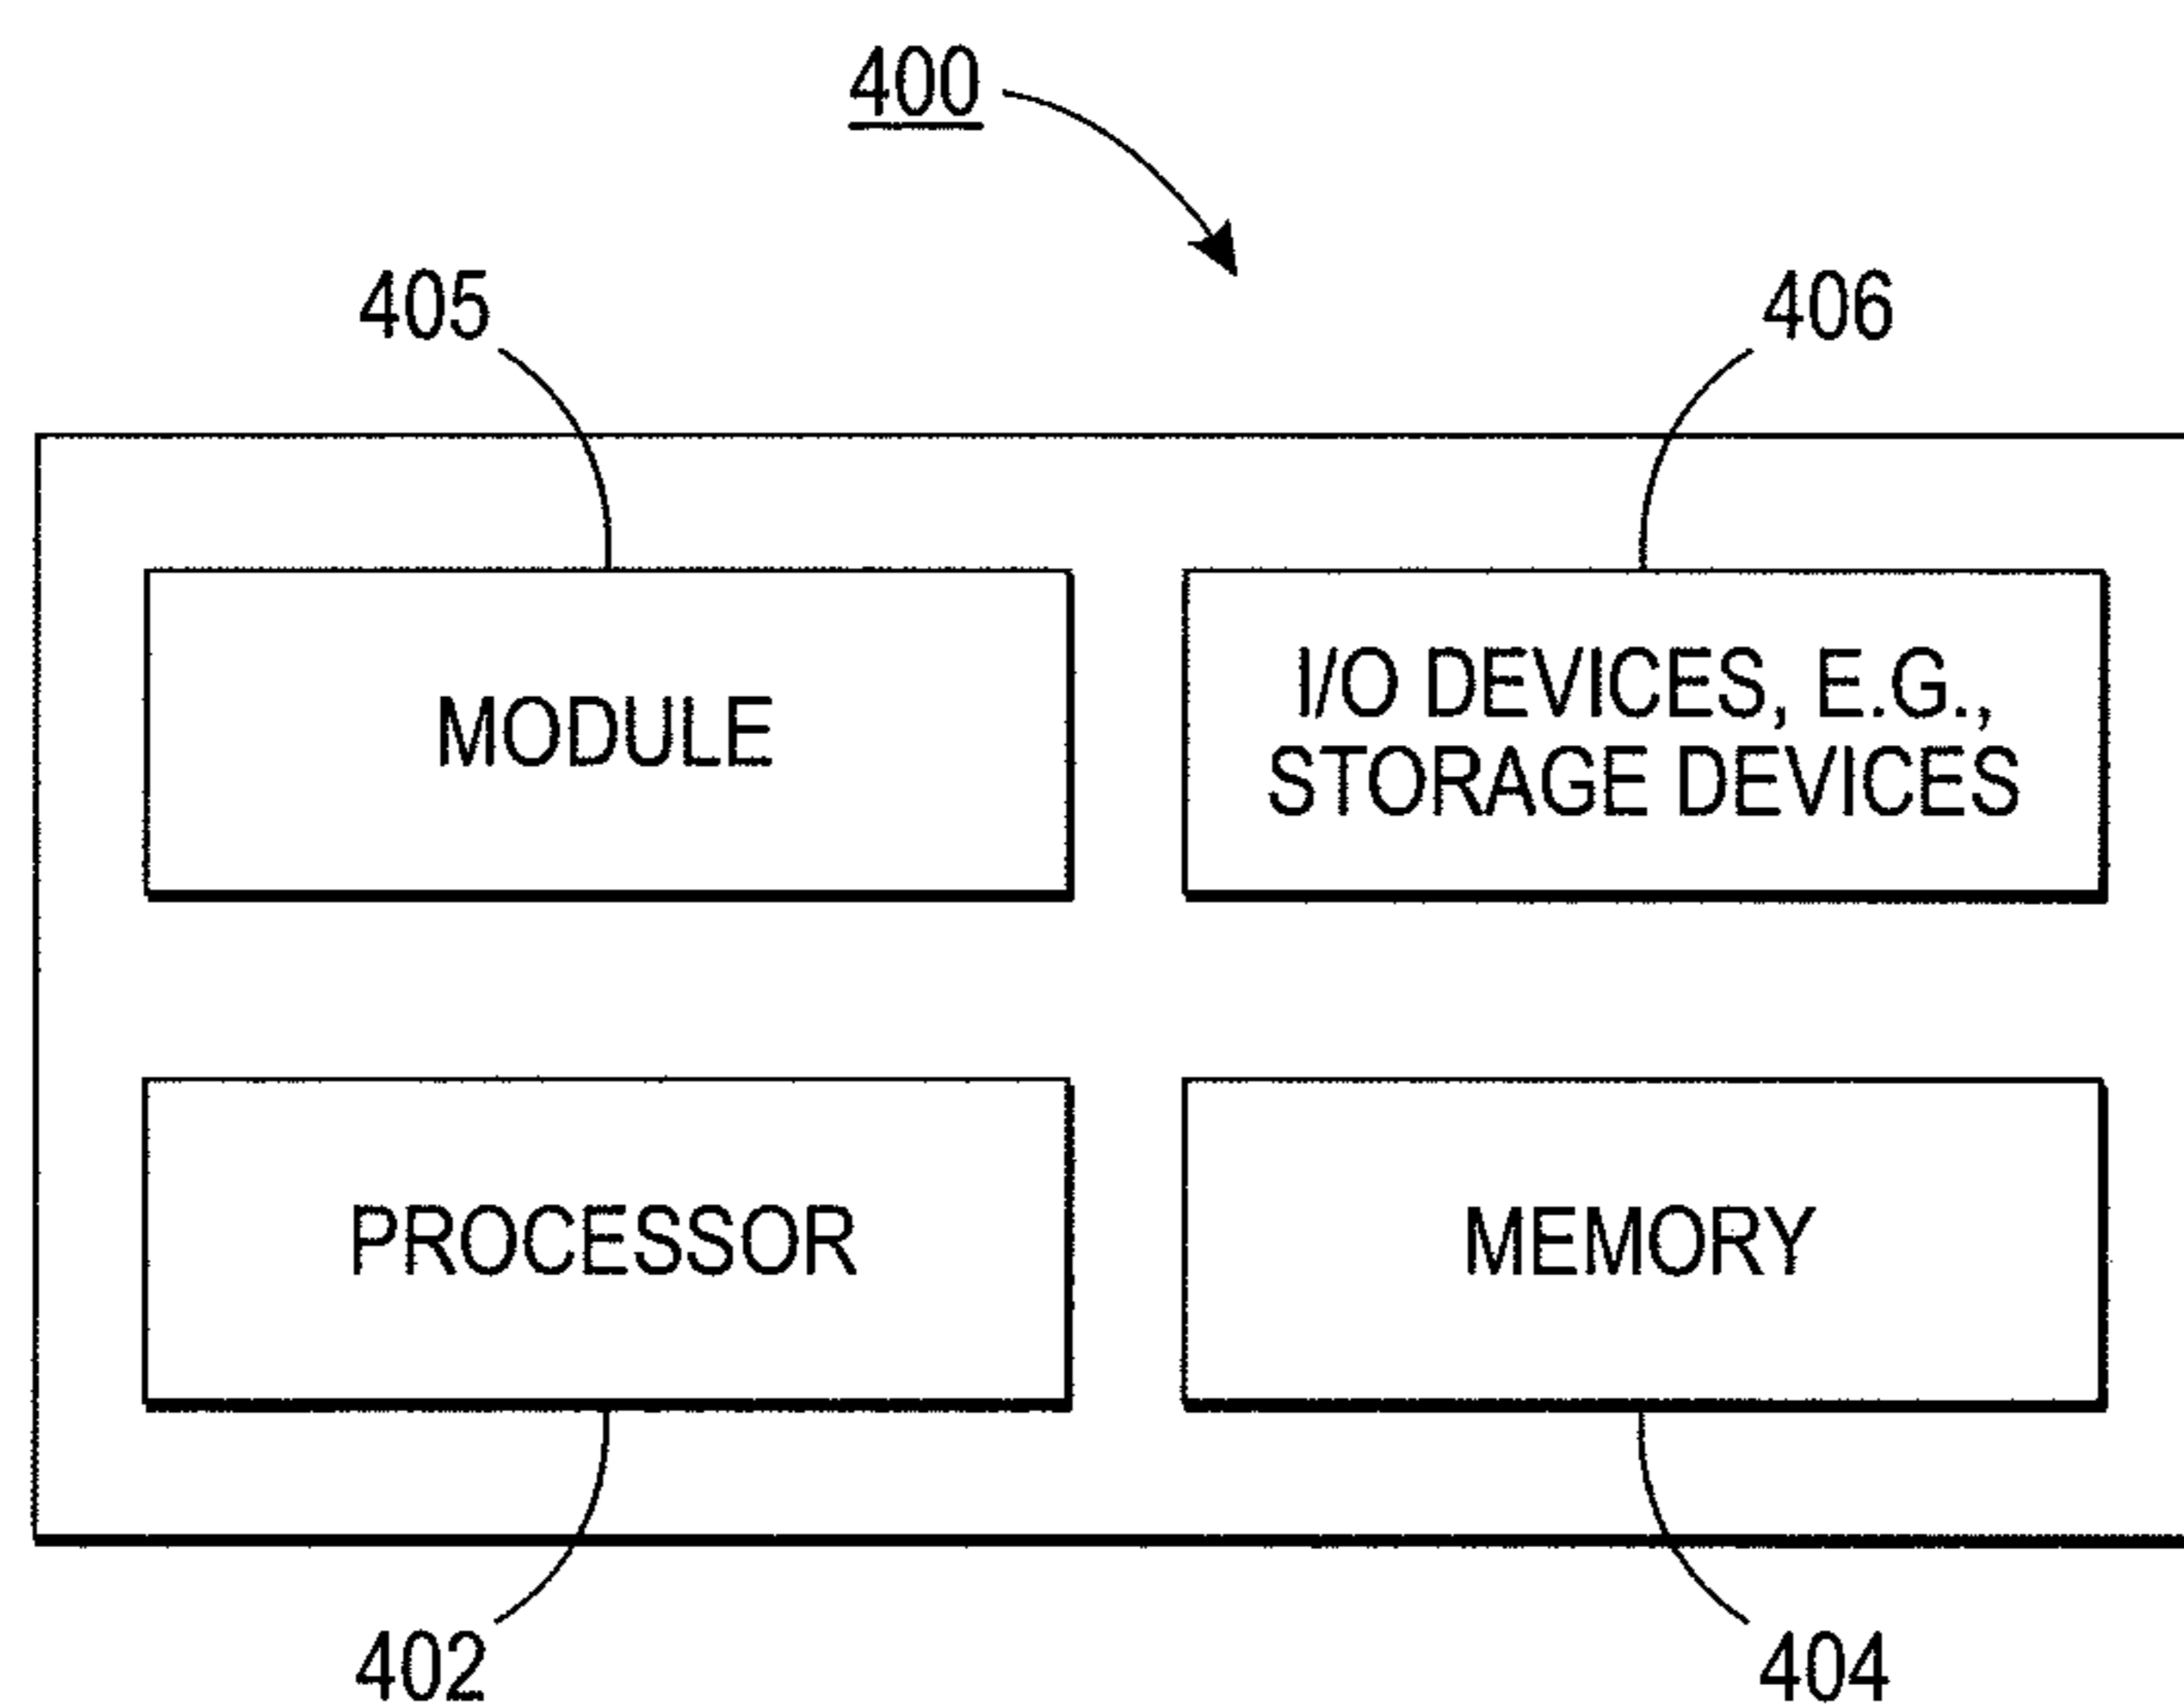 400
405
406
MODULE
I/O DEVICES, E.G.,
STORAGE DEVICES
PROCESSOR
MEMORY
402
404